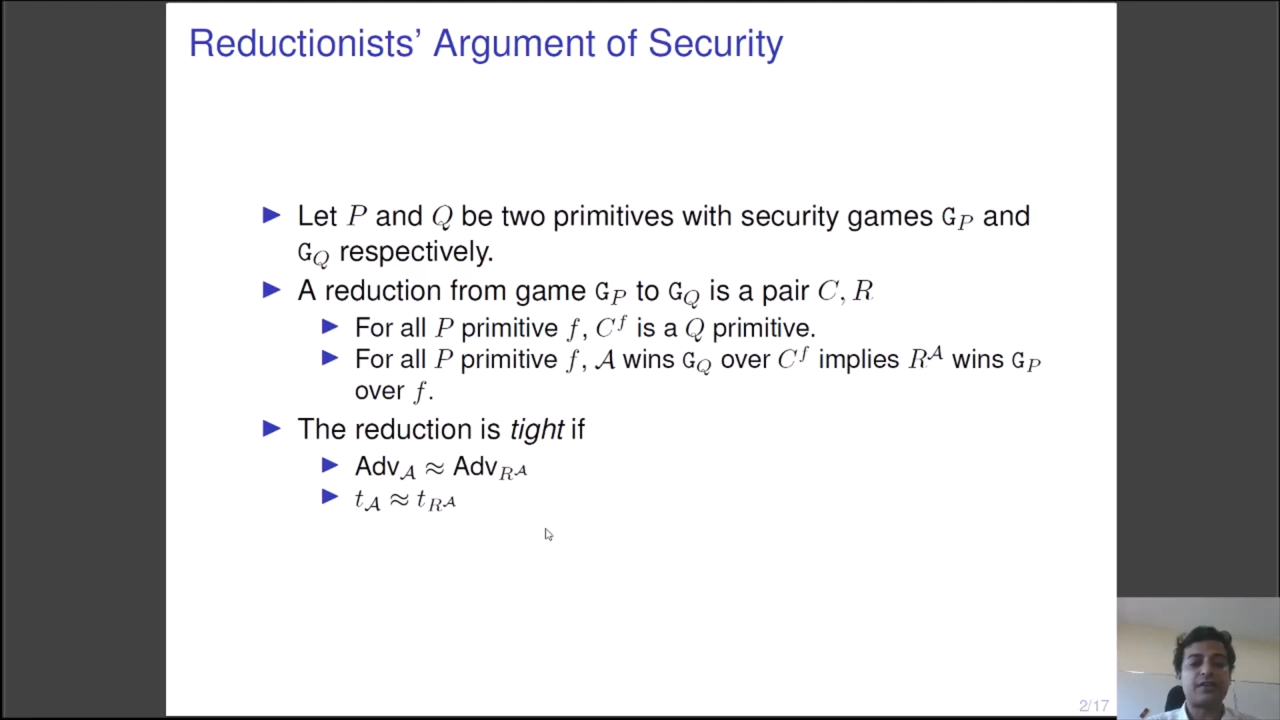 Reductionists' Argument of Security
▶ Let P and Q be two primitives with security games G_P and
G_Q respectively.
▶ A reduction from game G_P to G_Q is a pair C, R
▶ For all P primitive f, C^f is a Q primitive.
▶ For all P primitive f, 𝒜 wins G_Q over C^f implies R^𝒜 wins G_P
over f.
▶ The reduction is tight if
▶ Adv_𝒜 ≈ Adv_{R^𝒜}
▶ t_𝒜 ≈ t_{R^𝒜}
2/17